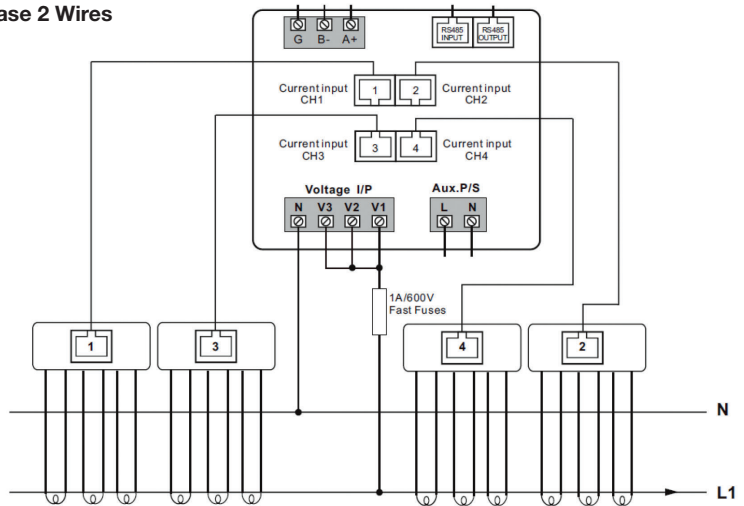 ase 2 Wires
G B- A+
RS485
INPUT
RS485
OUTPUT
Current input
CH1
1
2
Current input
CH2
Current input
CH3
3
4
Current input
CH4
Voltage I/P
N V3 V2 V1
Aux.P/S
L N
1A/600V
Fast Fuses
1
3
4
2
N
L1